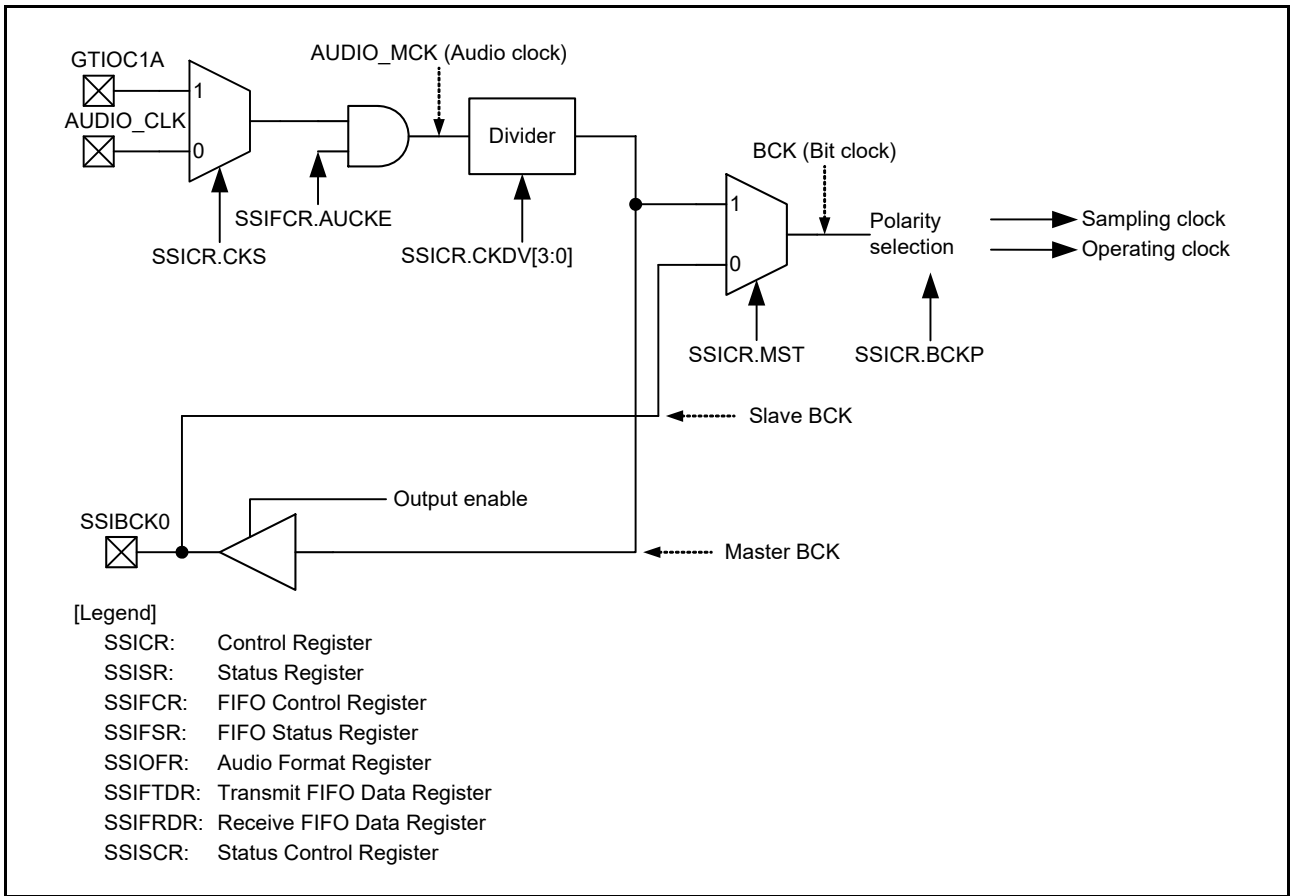 GTIOC1A
AUDIO_MCK (Audio clock)
1
AUDIO_CLK
0
Divider
BCK (Bit clock)
SSIFCR.AUCKE
SSICR.CKS
SSICR.CKDV[3:0]
1
Polarity
selection
Sampling clock
Operating clock
0
SSICR.MST
SSICR.BCKP
Slave BCK
Output enable
SSIBCK0
Master BCK
[Legend]
SSICR: Control Register
SSISR: Status Register
SSIFCR: FIFO Control Register
SSIFSR: FIFO Status Register
SSIOFR: Audio Format Register
SSIFTDR: Transmit FIFO Data Register
SSIFRDR: Receive FIFO Data Register
SSISCR: Status Control Register